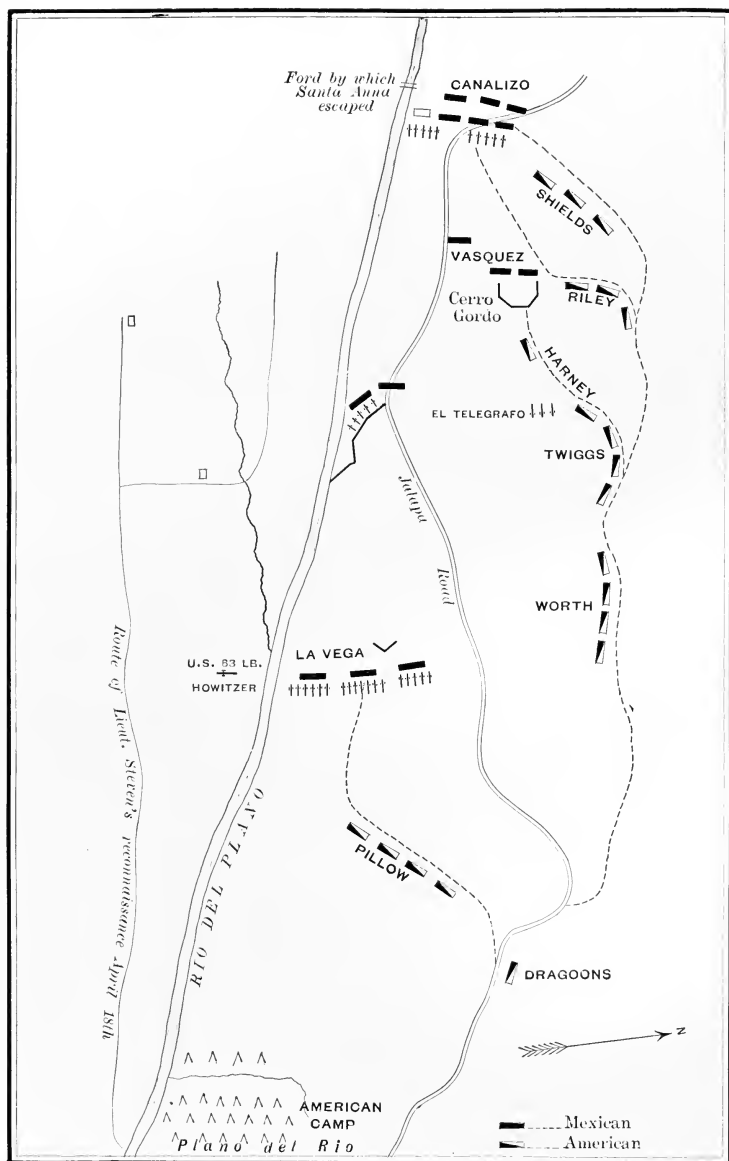 Ford by which
Santa Anna
escaped
CANALIZO
SHIELDS
VASQUEZ
Cerro
Gordo
RILEY
HARNEY
EL TELEGRAFO
TWIGGS
Jalapa
Road
WORTH
LA VEGA
U.S. 63 LB.
HOWITZER
Route of Lieut. Steven's reconnaissance April 18th
RIO DEL PLANO
PILLOW
DRAGOONS
N
AMERICAN
CAMP
Plano del Rio
Mexican
American